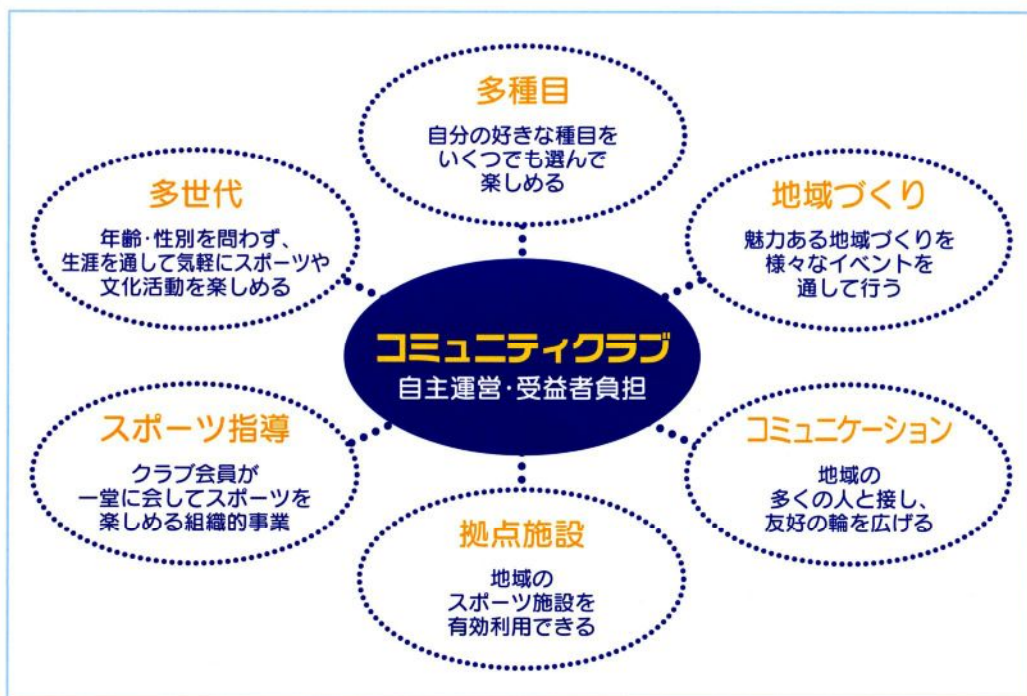 多種目
自分の好きな種目を
いくつでも選んで
楽しめる
多世代
年齢・性別を問わず、
生涯を通して気軽にスポーツや
文化活動を楽しめる
地域づくり
魅力ある地域づくりを
様々なイベントを
通して行う
コミュニティクラブ
自主運営・受益者負担
スポーツ指導
クラブ会員が
一堂に会してスポーツを
楽しめる組織的事業
コミュニケーション
地域の
多くの人と接し、
友好の輪を広げる
拠点施設
地域の
スポーツ施設を
有効利用できる